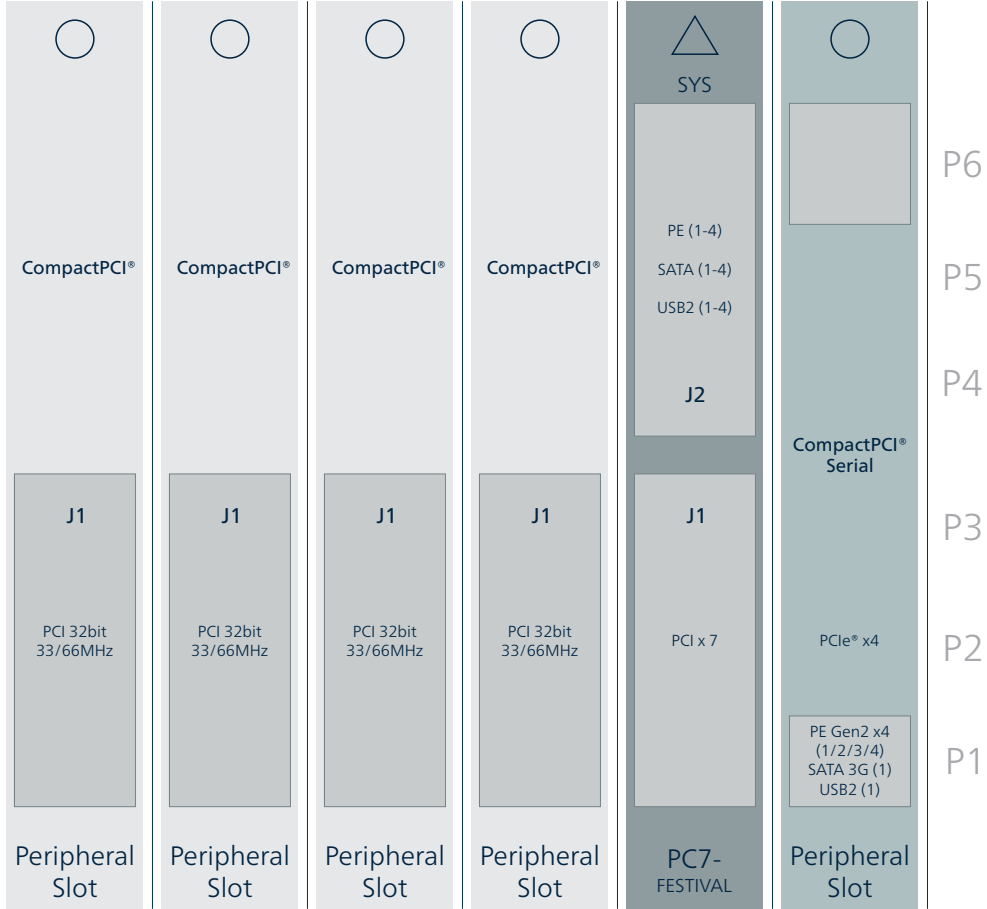 CompactPCI®
J1
PCI 32bit
33/66MHz
Peripheral
Slot
CompactPCI®
J1
PCI 32bit
33/66MHz
Peripheral
Slot
CompactPCI®
J1
PCI 32bit
33/66MHz
Peripheral
Slot
CompactPCI®
J1
PCI 32bit
33/66MHz
Peripheral
Slot
SYS
PE (1-4)
SATA (1-4)
USB2 (1-4)
J2
J1
PCI x 7
PC7-
FESTIVAL
CompactPCI®
Serial
PCIe® x4
PE Gen2 x4
(1/2/3/4)
SATA 3G (1)
USB2 (1)
Peripheral
Slot
P6
P5
P4
P3
P2
P1